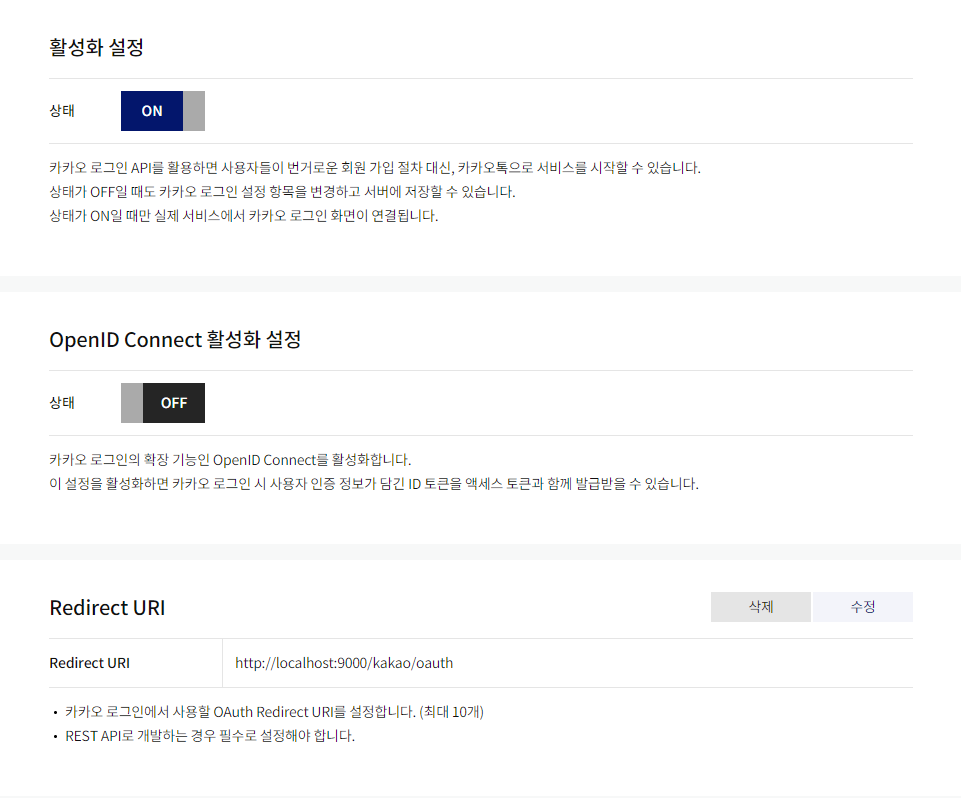 활성화 설정
상태 ON
카카오 로그인 API를 활용하면 사용자들이 번거로운 회원 가입 절차 대신, 카카오톡으로 서비스를 시작할 수 있습니다.
상태가 OFF일 때도 카카오 로그인 설정 항목을 변경하고 서버에 저장할 수 있습니다.
상태가 ON일 때만 실제 서비스에서 카카오 로그인 화면이 연결됩니다.
OpenID Connect 활성화 설정
상태 OFF
카카오 로그인의 확장 기능인 OpenID Connect를 활성화합니다.
이 설정을 활성화하면 카카오 로그인 시 사용자 인증 정보가 담긴 ID 토큰을 액세스 토큰과 함께 발급받을 수 있습니다.
Redirect URI 삭제 수정
Redirect URI http://localhost:9000/kakao/oauth
• 카카오 로그인에서 사용할 OAuth Redirect URI를 설정합니다. (최대 10개)
• REST API로 개발하는 경우 필수로 설정해야 합니다.